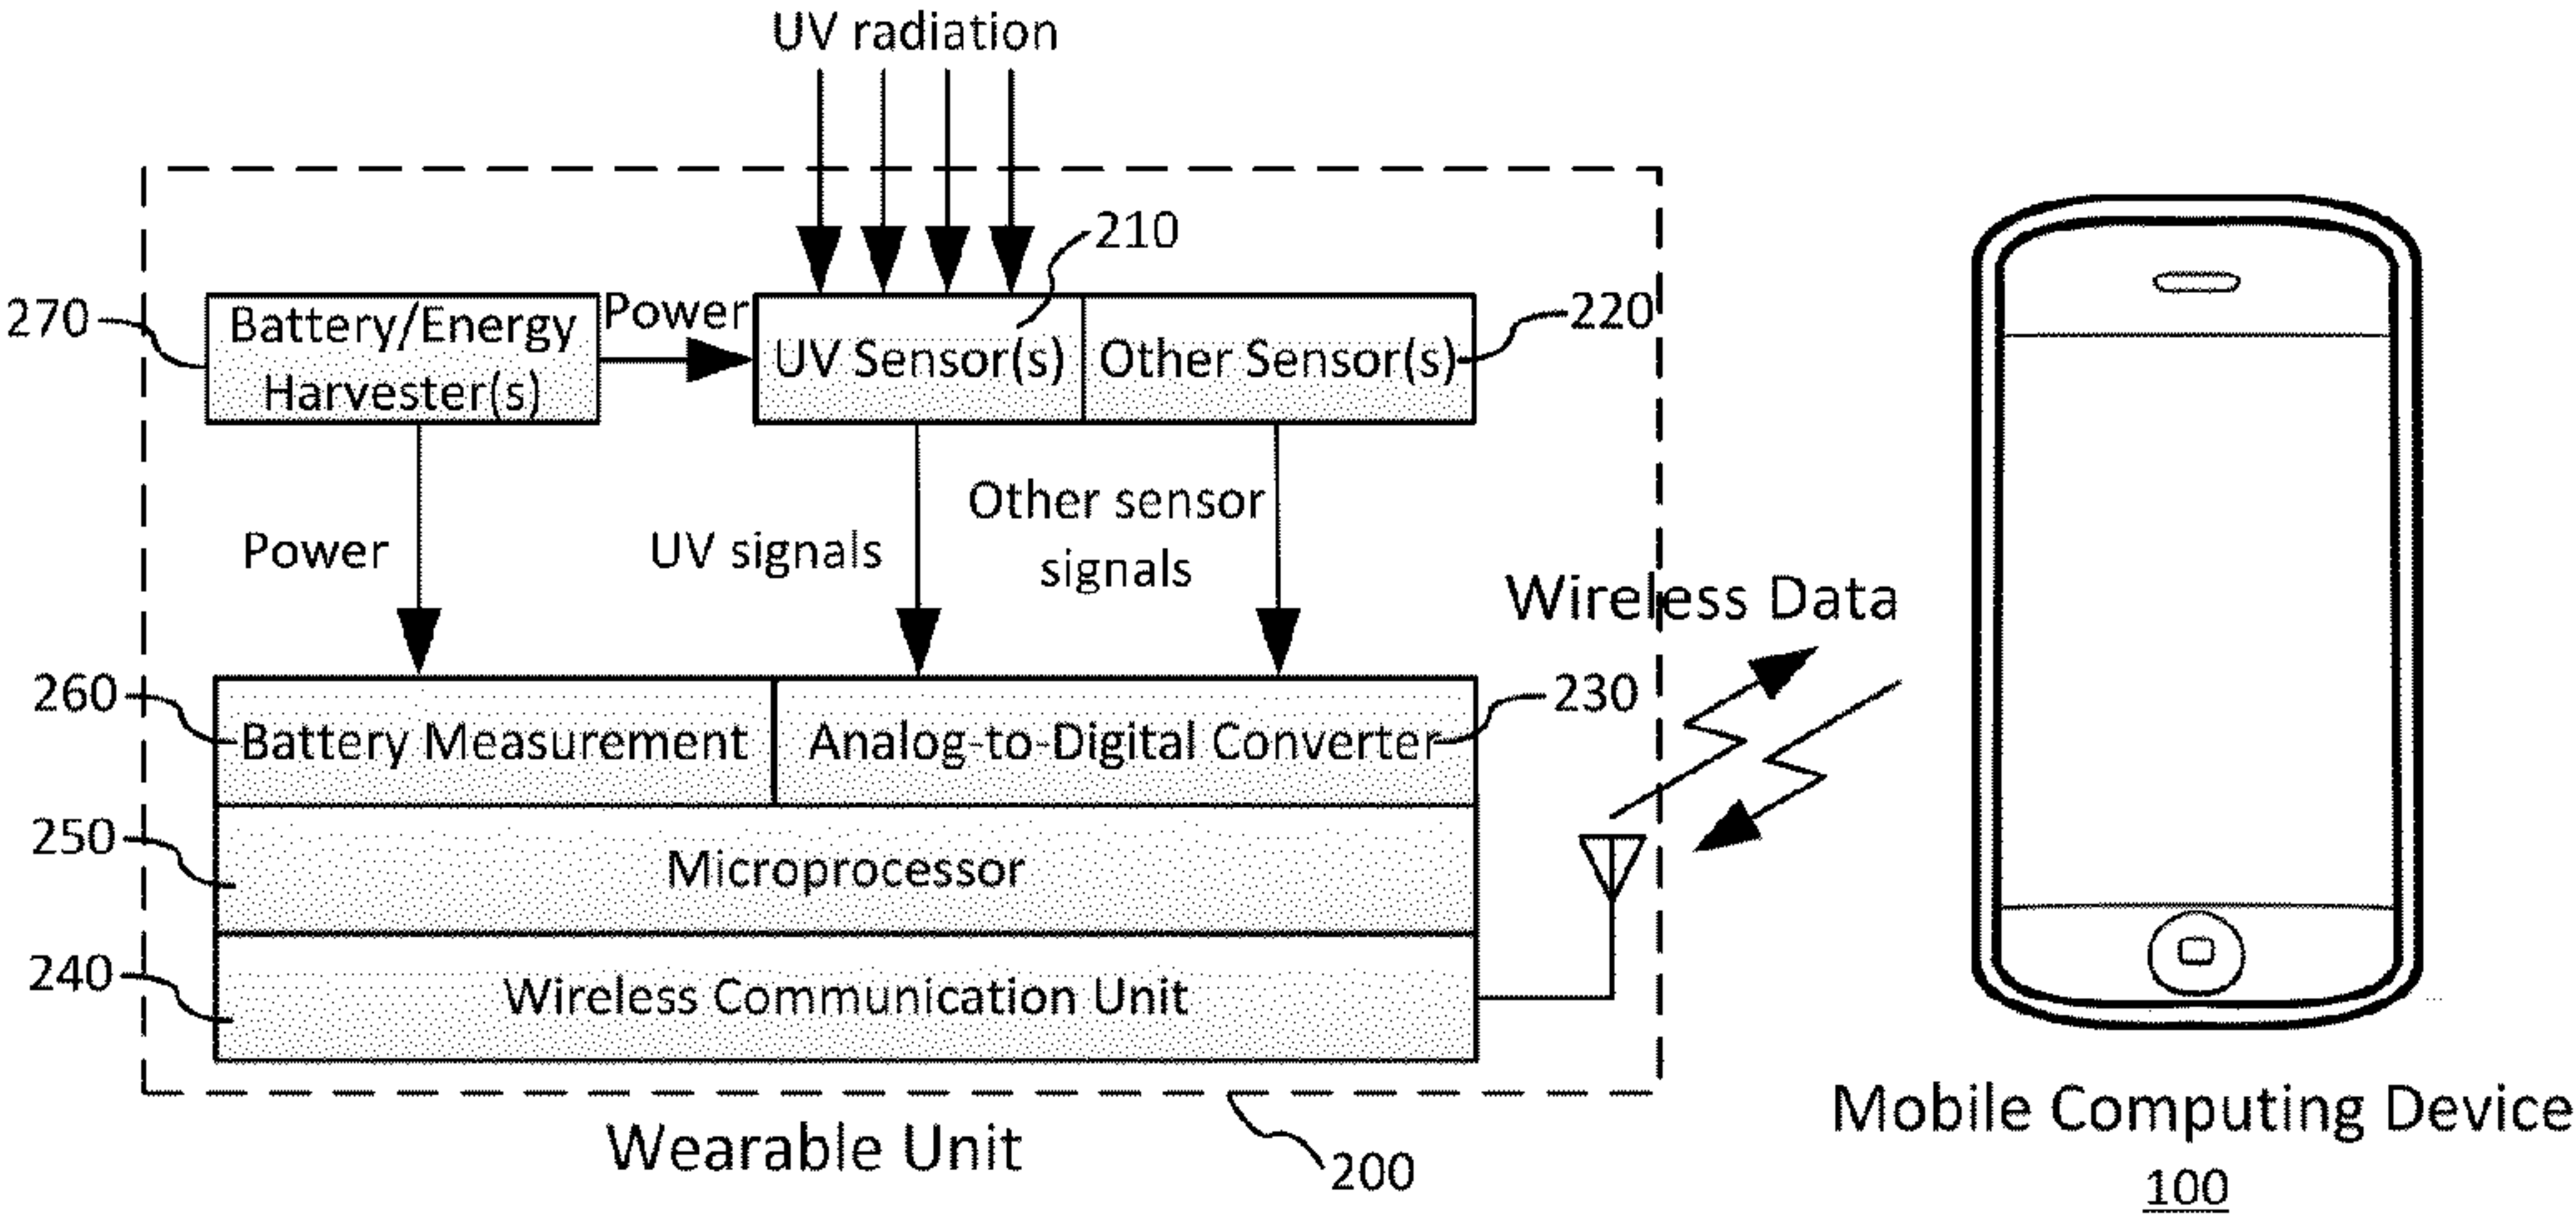 UV radiation
210
270
Battery/Energy
Harvester(s)
Power
UV Sensor(s)
Other Sensor(s)
220
Power
UV signals
Other sensor
signals
Wireless Data
260
Battery Measurement
Analog-to-Digital Converter
230
250
Microprocessor
240
Wireless Communication Unit
Wearable Unit
200
Mobile Computing Device
100